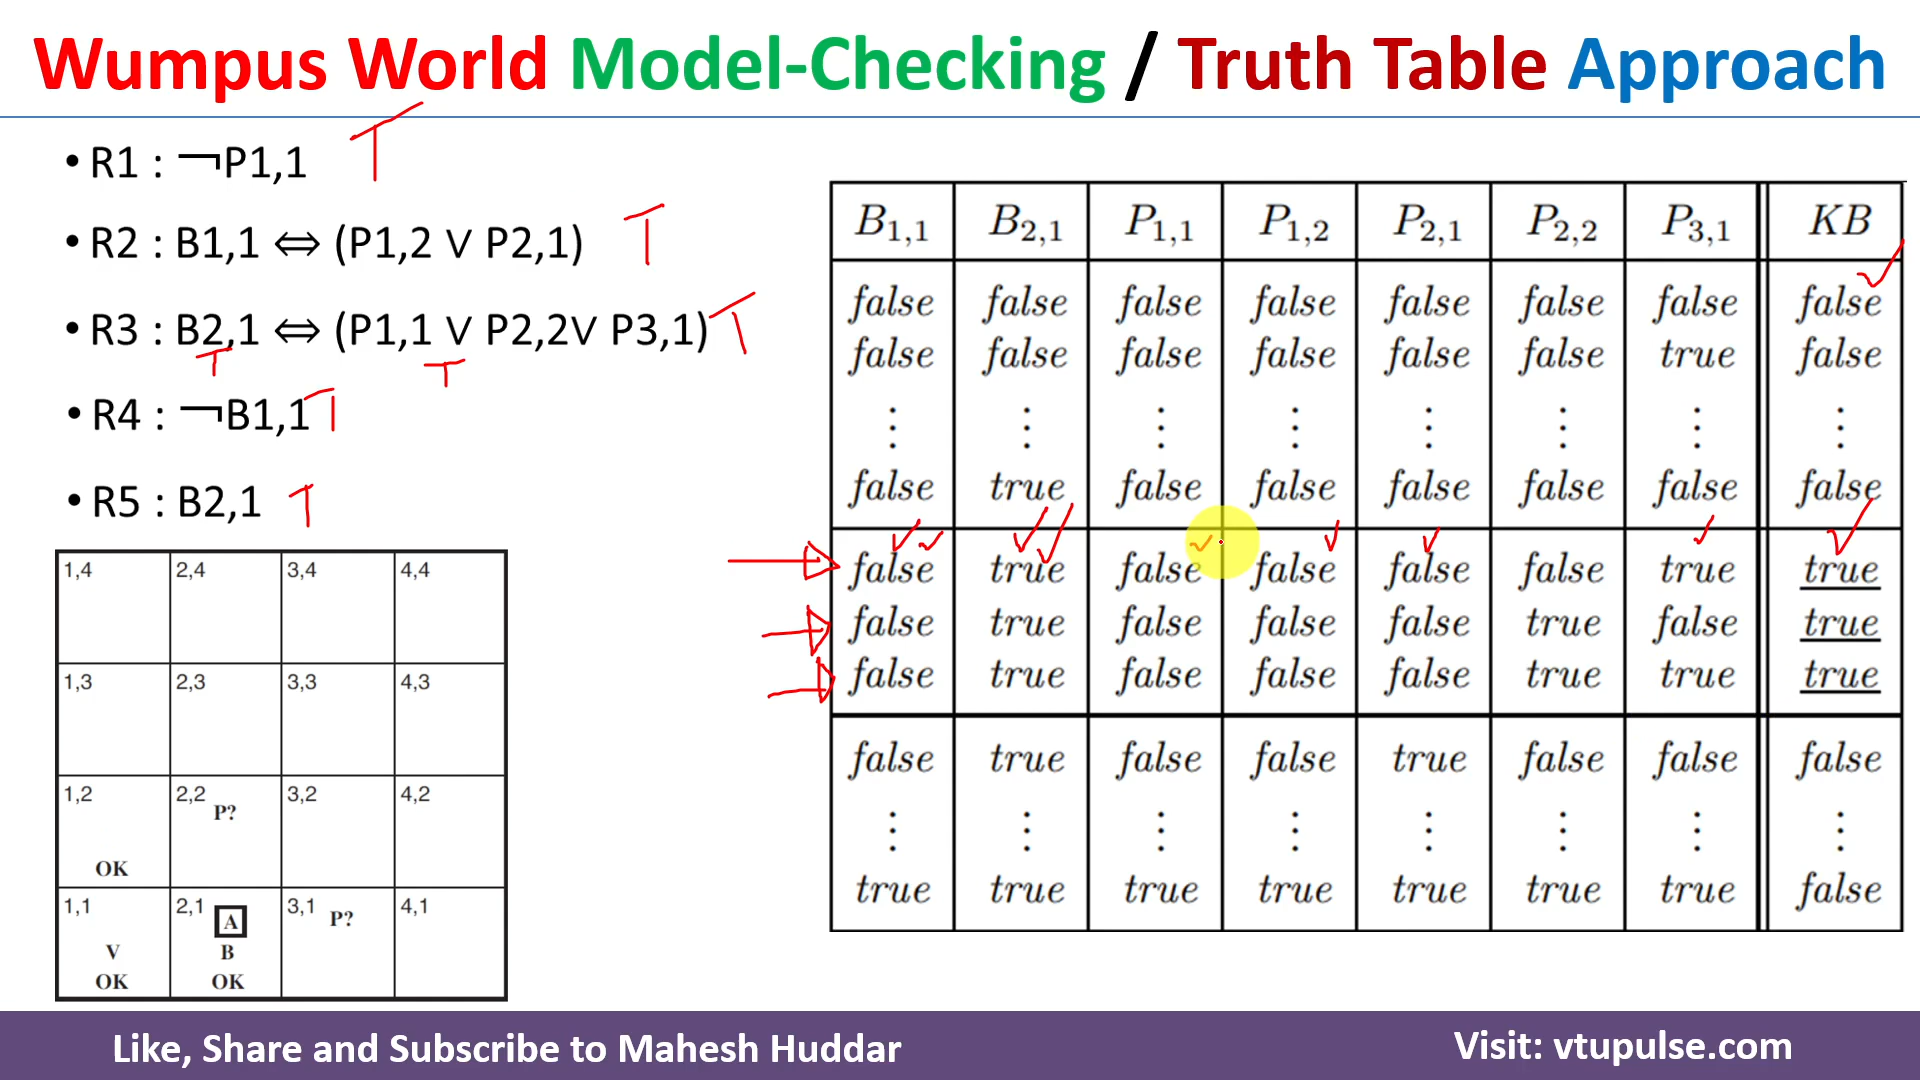 Wumpus World Model-Checking / Truth Table Approach
• R1 : ¬P1,1 T
• R2 : B1,1 ⇔ (P1,2 ∨ P2,1) T
• R3 : B2,1 ⇔ (P1,1 ∨ P2,2∨ P3,1) T
T T
• R4 : ¬B1,1 T
• R5 : B2,1 T
B1,1 B2,1 P1,1 P1,2 P2,1 P2,2 P3,1 KB
false false false false false false false false
false false false false false false true false
⋮ ⋮ ⋮ ⋮ ⋮ ⋮ ⋮ ⋮
false true false false false false false false
false true false false false false true true
false true false false false true false true
false true false false false true true true
false true false false true false false false
⋮ ⋮ ⋮ ⋮ ⋮ ⋮ ⋮ ⋮
true true true true true true true false
1,4 2,4 3,4 4,4
1,3 2,3 3,3 4,3
1,2 2,2 3,2 4,2
P?
OK
1,1 2,1 A 3,1 P? 4,1
V B
OK OK
Like, Share and Subscribe to Mahesh Huddar
Visit: vtupulse.com